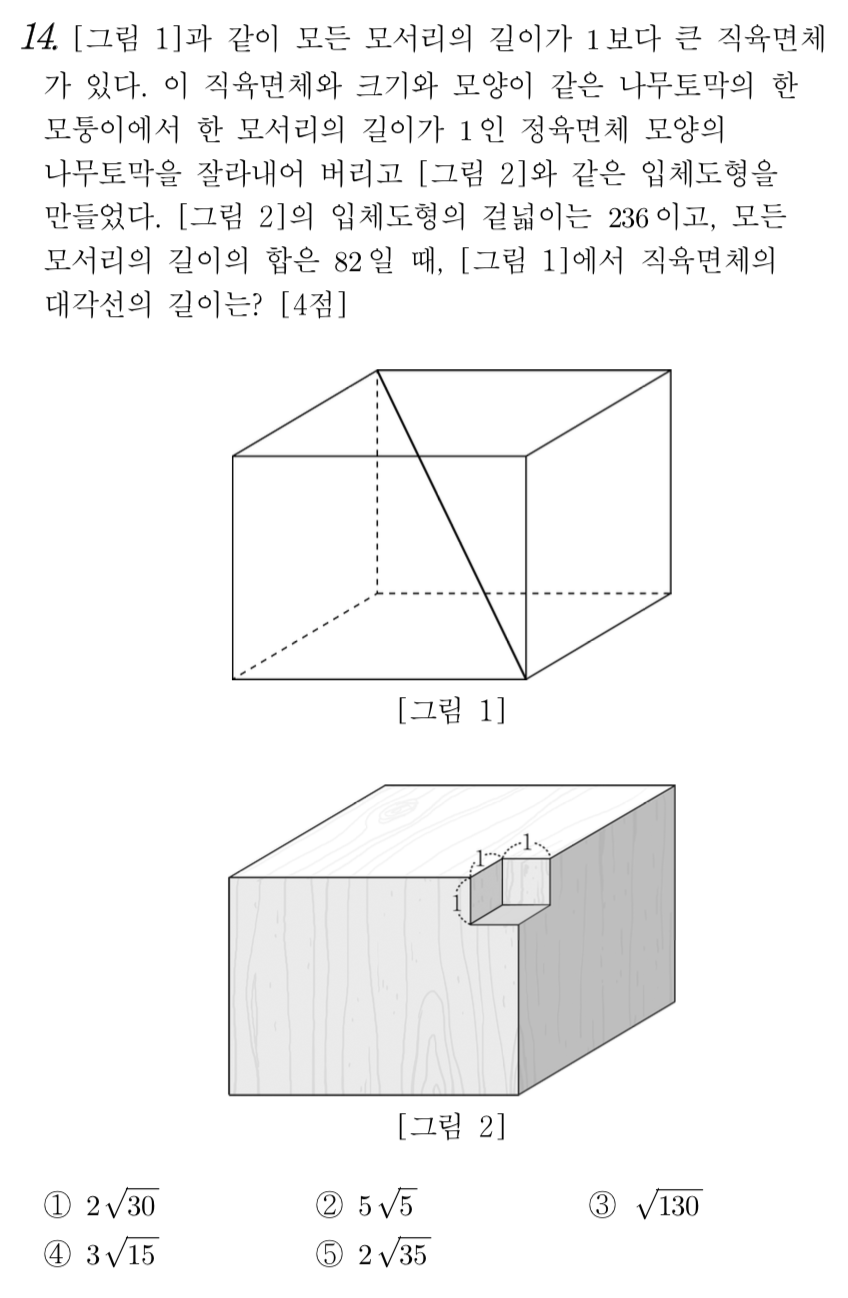 14. [그림 1]과 같이 모든 모서리의 길이가 1보다 큰 직육면체
가 있다. 이 직육면체와 크기와 모양이 같은 나무토막의 한
모퉁이에서 한 모서리의 길이가 1인 정육면체 모양의
나무토막을 잘라내어 버리고 [그림 2]와 같은 입체도형을
만들었다. [그림 2]의 입체도형의 겉넓이는 236이고, 모든
모서리의 길이의 합은 82일 때, [그림 1]에서 직육면체의
대각선의 길이는? [4점]
[그림 1]
1
1
1
[그림 2]
① 2√30 ② 5√5 ③ √130
④ 3√15 ⑤ 2√35